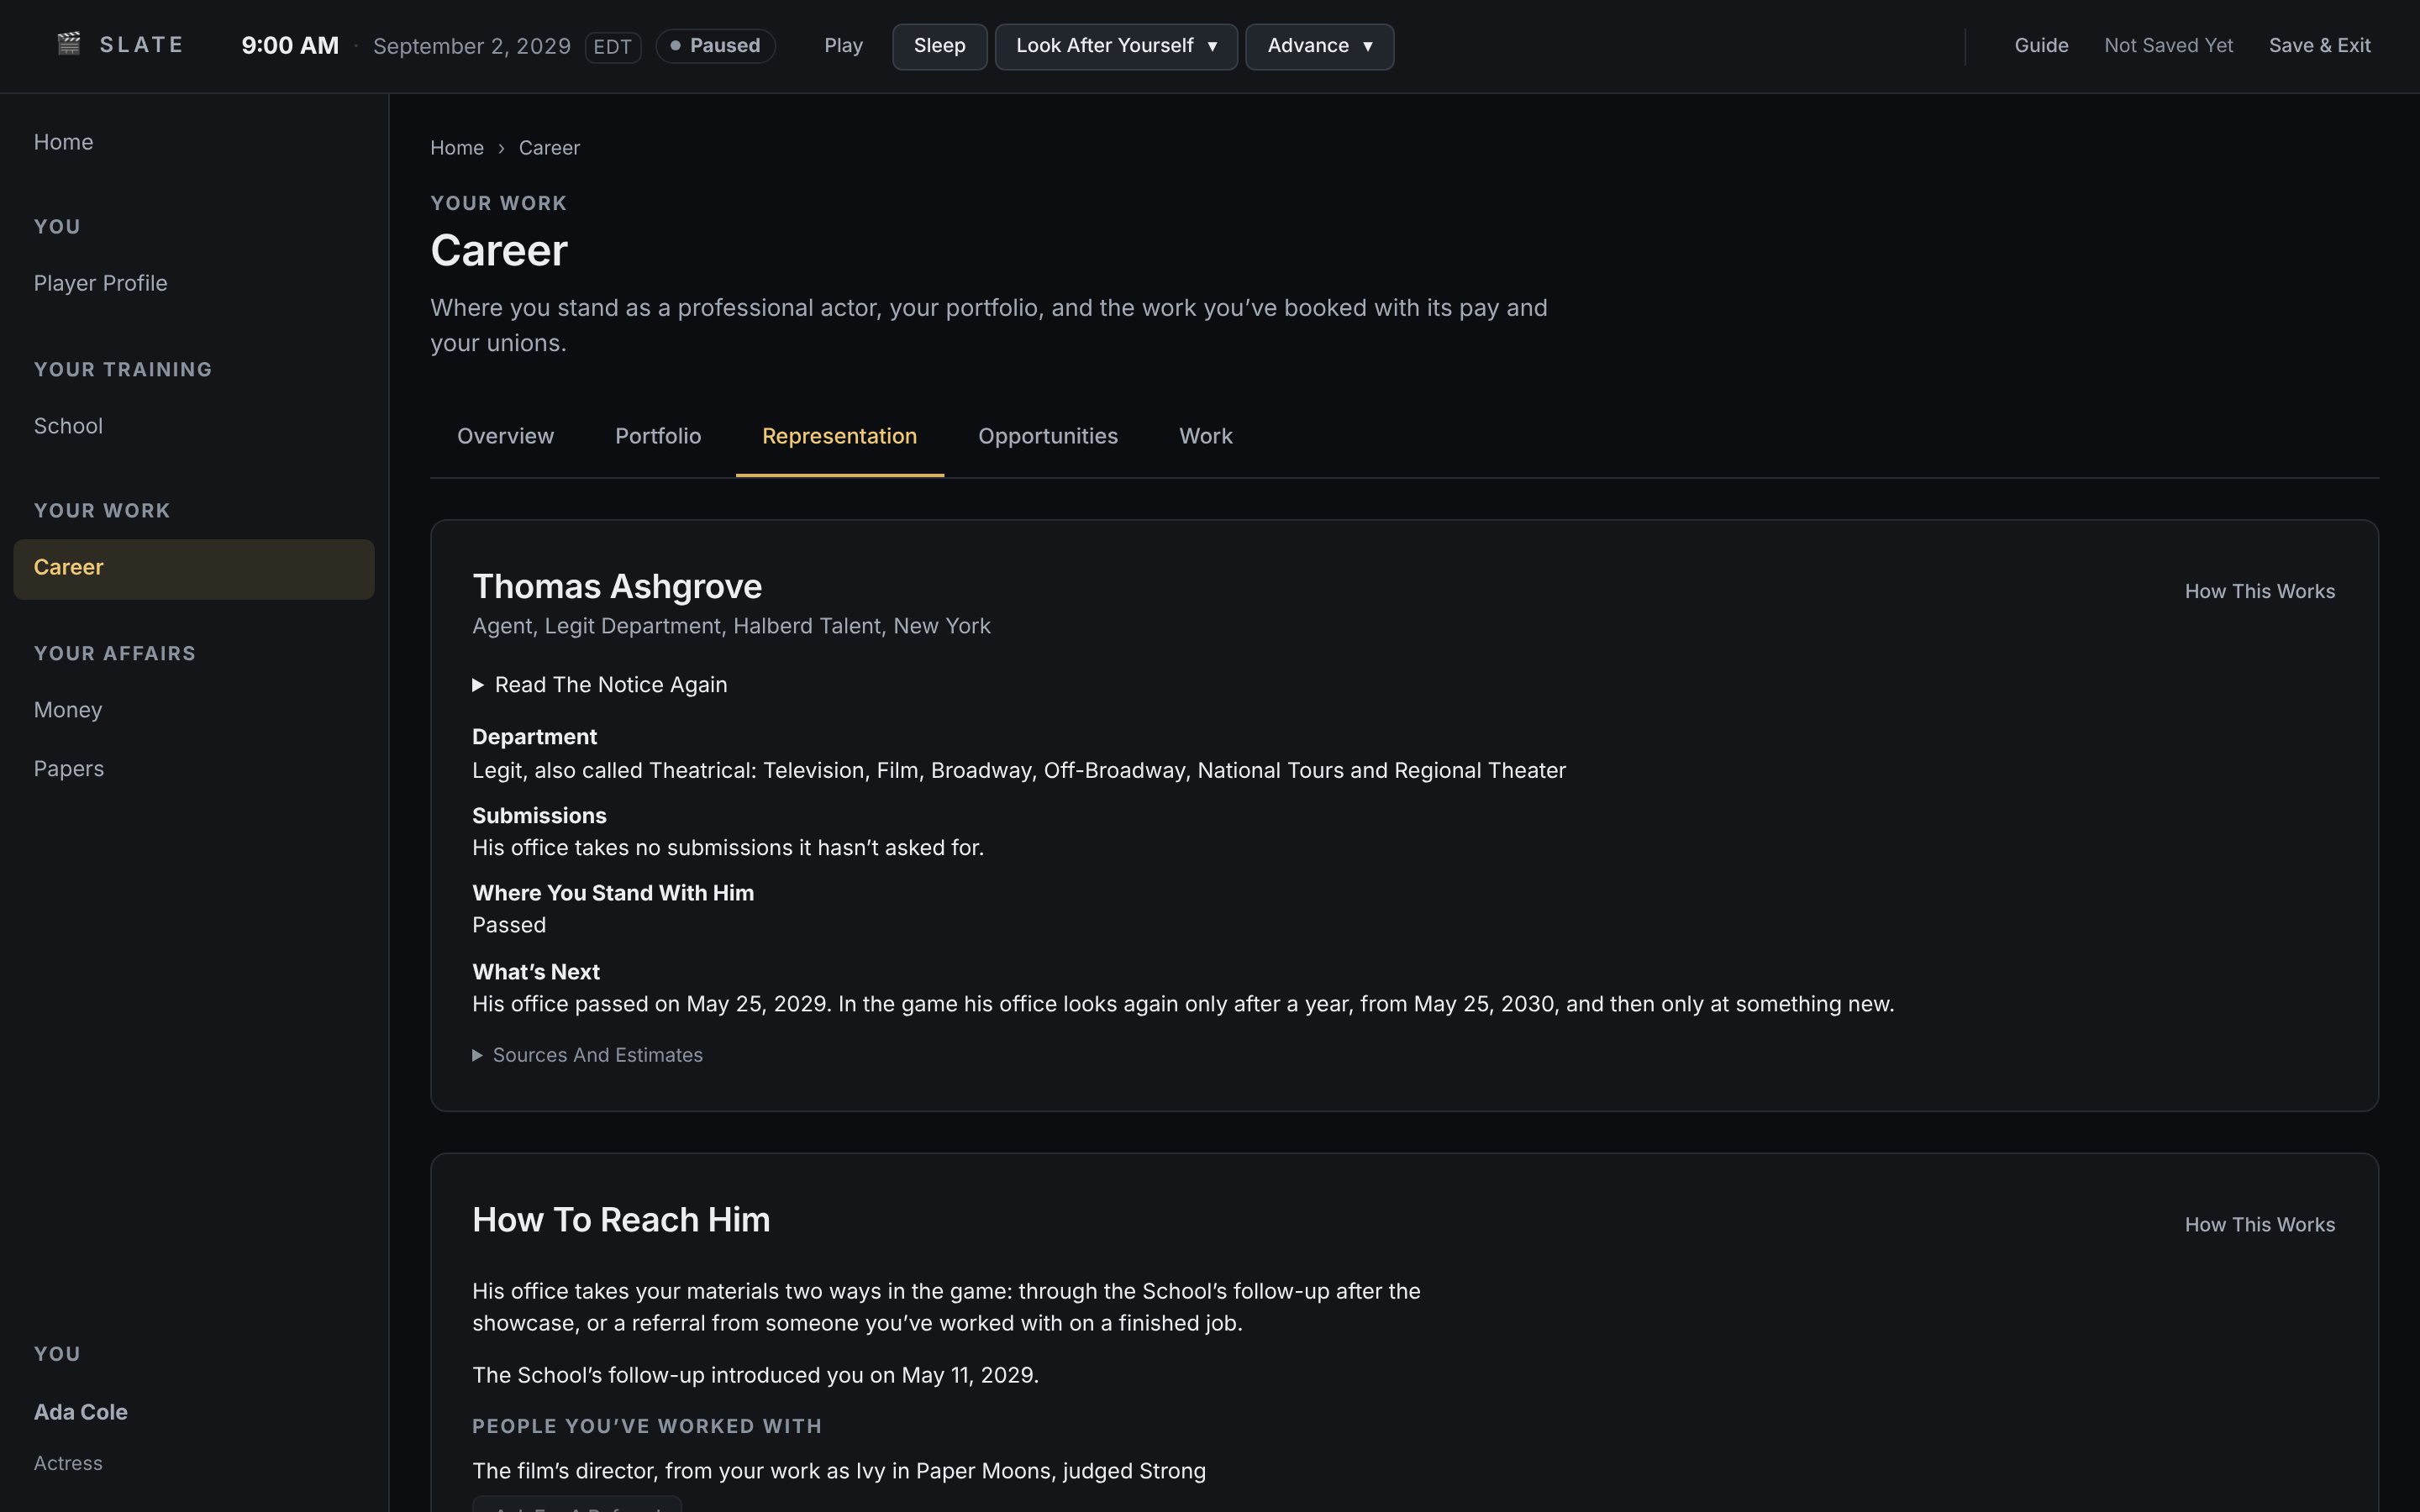 SLATE
9:00 AM · September 2, 2029 EDT Paused Play Sleep Look After Yourself ▾ Advance ▾
Guide Not Saved Yet Save & Exit
Home
YOU
Player Profile
YOUR TRAINING
School
YOUR WORK
Career
YOUR AFFAIRS
Money
Papers
YOU
Ada Cole
Actress
Home › Career
YOUR WORK
Career
Where you stand as a professional actor, your portfolio, and the work you’ve booked with its pay and
your unions.
Overview Portfolio Representation Opportunities Work
Thomas Ashgrove
How This Works
Agent, Legit Department, Halberd Talent, New York
Read The Notice Again
Department
Legit, also called Theatrical: Television, Film, Broadway, Off-Broadway, National Tours and Regional Theater
Submissions
His office takes no submissions it hasn’t asked for.
Where You Stand With Him
Passed
What’s Next
His office passed on May 25, 2029. In the game his office looks again only after a year, from May 25, 2030, and then only at something new.
Sources And Estimates
How To Reach Him
How This Works
His office takes your materials two ways in the game: through the School’s follow-up after the
showcase, or a referral from someone you’ve worked with on a finished job.
The School’s follow-up introduced you on May 11, 2029.
PEOPLE YOU’VE WORKED WITH
The film’s director, from your work as Ivy in Paper Moons, judged Strong